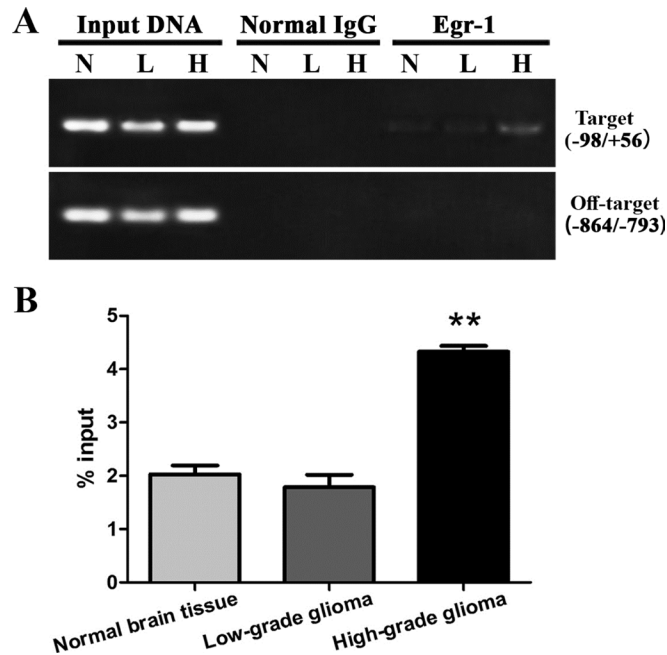 A
Input DNA Normal IgG Egr-1
N L H N L H N L H
Target
(-98/+56)
Off-target
(-864/-793)
B
**
% input
5
4
3
2
1
0
Normal brain tissue
Low-grade glioma
High-grade glioma